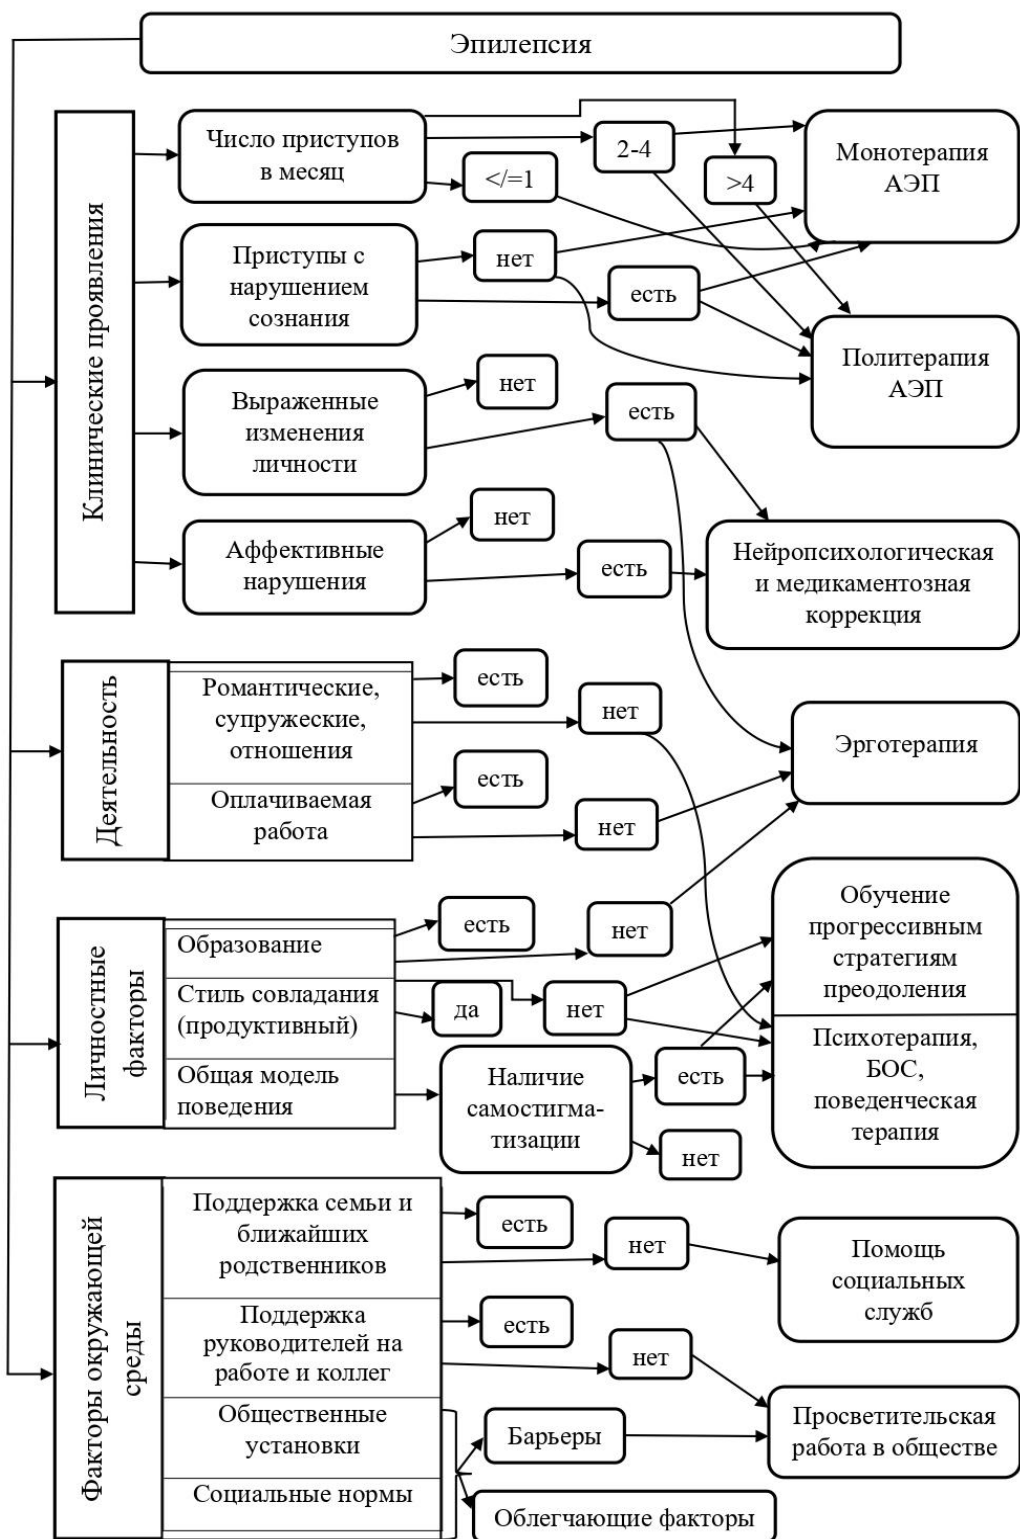 Эпилепсия
Клинические проявления
Число приступов
в месяц
2-4
</=1
>4
Монотерапия
АЭП
Приступы с
нарушением
сознания
нет
есть
Политерапия
АЭП
Выраженные
изменения
личности
нет
есть
Аффективные
нарушения
нет
есть
Нейропсихологическая
и медикаментозная
коррекция
Деятельность
Романтические,
супружеские,
отношения
есть
нет
Оплачиваемая
работа
есть
нет
Эрготерапия
Личностные
факторы
Образование
есть
нет
Стиль совладания
(продуктивный)
да
нет
Общая модель
поведения
Наличие
самостигма-
тизации
есть
нет
Обучение
прогрессивным
стратегиям
преодоления
Психотерапия,
БОС,
поведенческая
терапия
Факторы окружающей
среды
Поддержка семьи и
ближайших
родственников
есть
нет
Помощь
социальных
служб
Поддержка
руководителей на
работе и коллег
есть
нет
Общественные
установки
Социальные нормы
Барьеры
Облегчающие факторы
Просветительская
работа в обществе